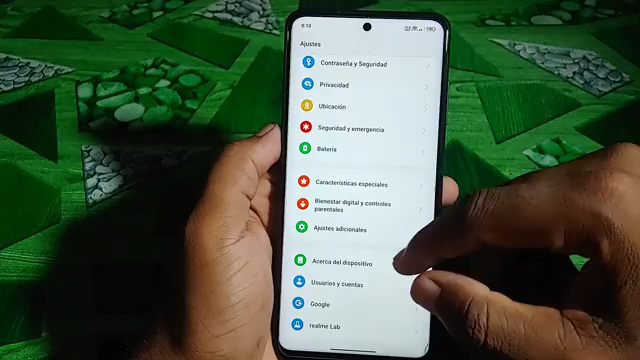 8:10
Ajustes
Contraseña y Seguridad
Privacidad
Ubicación
Seguridad y emergencia
Batería
Características especiales
Bienestar digital y controles
parentales
Ajustes adicionales
Acerca del dispositivo
Usuarios y cuentas
Google
realme Lab